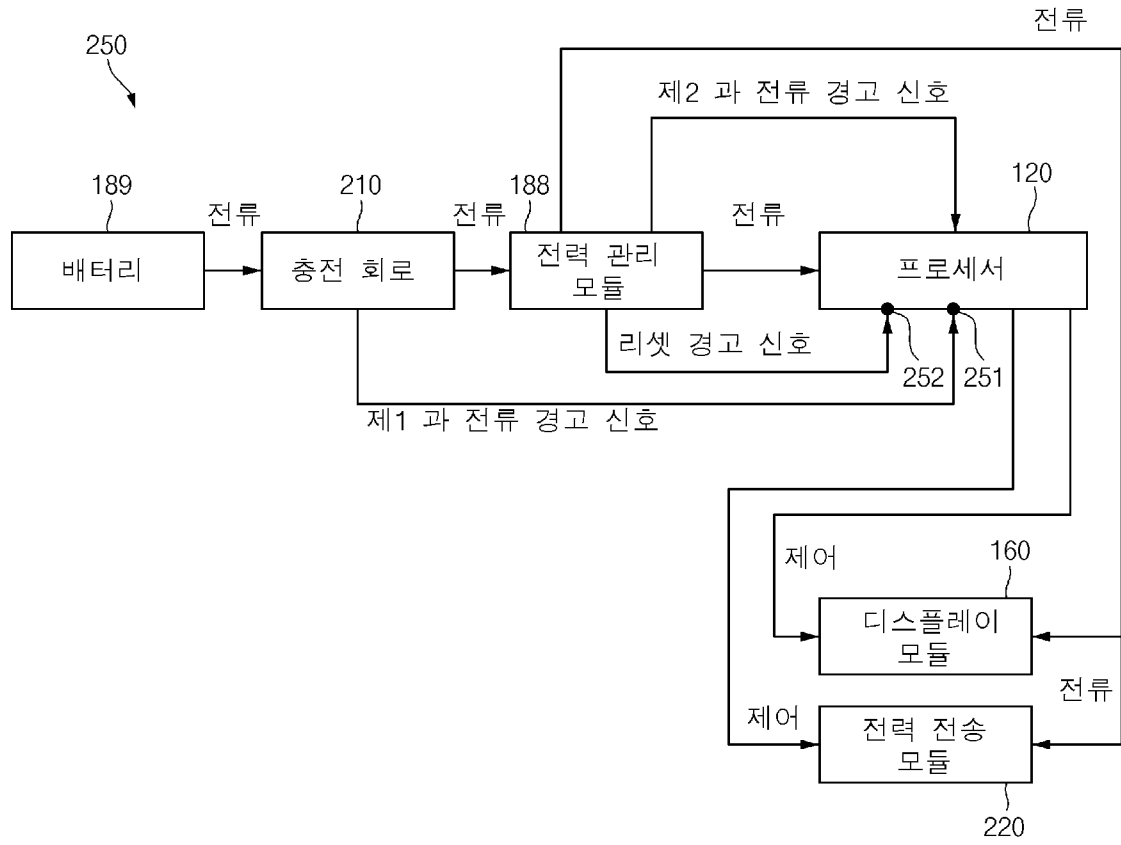 전류
250
제2 과 전류 경고 신호
189
210
188
120
전류
전류
전류
배터리
충전 회로
전력 관리
모듈
프로세서
리셋 경고 신호
252
251
제1 과 전류 경고 신호
제어
160
디스플레이
모듈
전류
제어
전력 전송
모듈
220